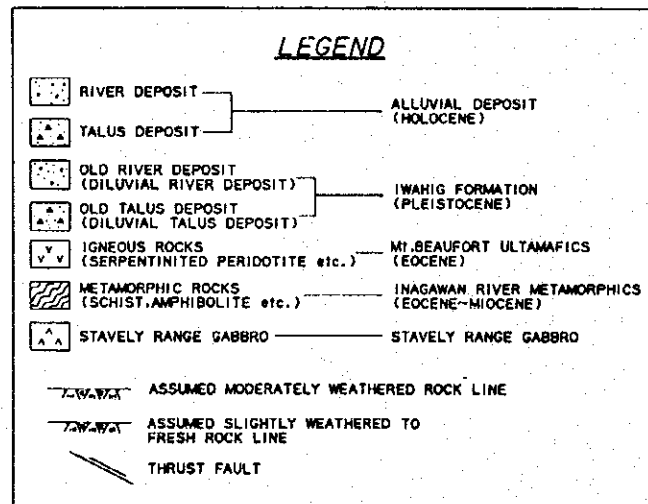 LEGEND
RIVER DEPOSIT
TALUS DEPOSIT
ALLUVIAL DEPOSIT
(HOLOCENE)
OLD RIVER DEPOSIT
(DILUVIAL RIVER DEPOSIT)
OLD TALUS DEPOSIT
(DILUVIAL TALUS DEPOSIT)
IWAHIG FORMATION
(PLEISTOCENE)
IGNEOUS ROCKS
(SERPENTINITED PERIDOTITE etc.)
Mt.BEAUFORT ULTAMAFICS
(EOCENE)
METAMORPHIC ROCKS
(SCHIST.AMPHIBOLITE etc.)
INAGAWAN RIVER METAMORPHICS
(EOCENE~MIOCENE)
STAVELY RANGE GABBRO
STAVELY RANGE GABBRO
ASSUMED MODERATELY WEATHERED ROCK LINE
ASSUMED SLIGHTLY WEATHERED TO
FRESH ROCK LINE
THRUST FAULT